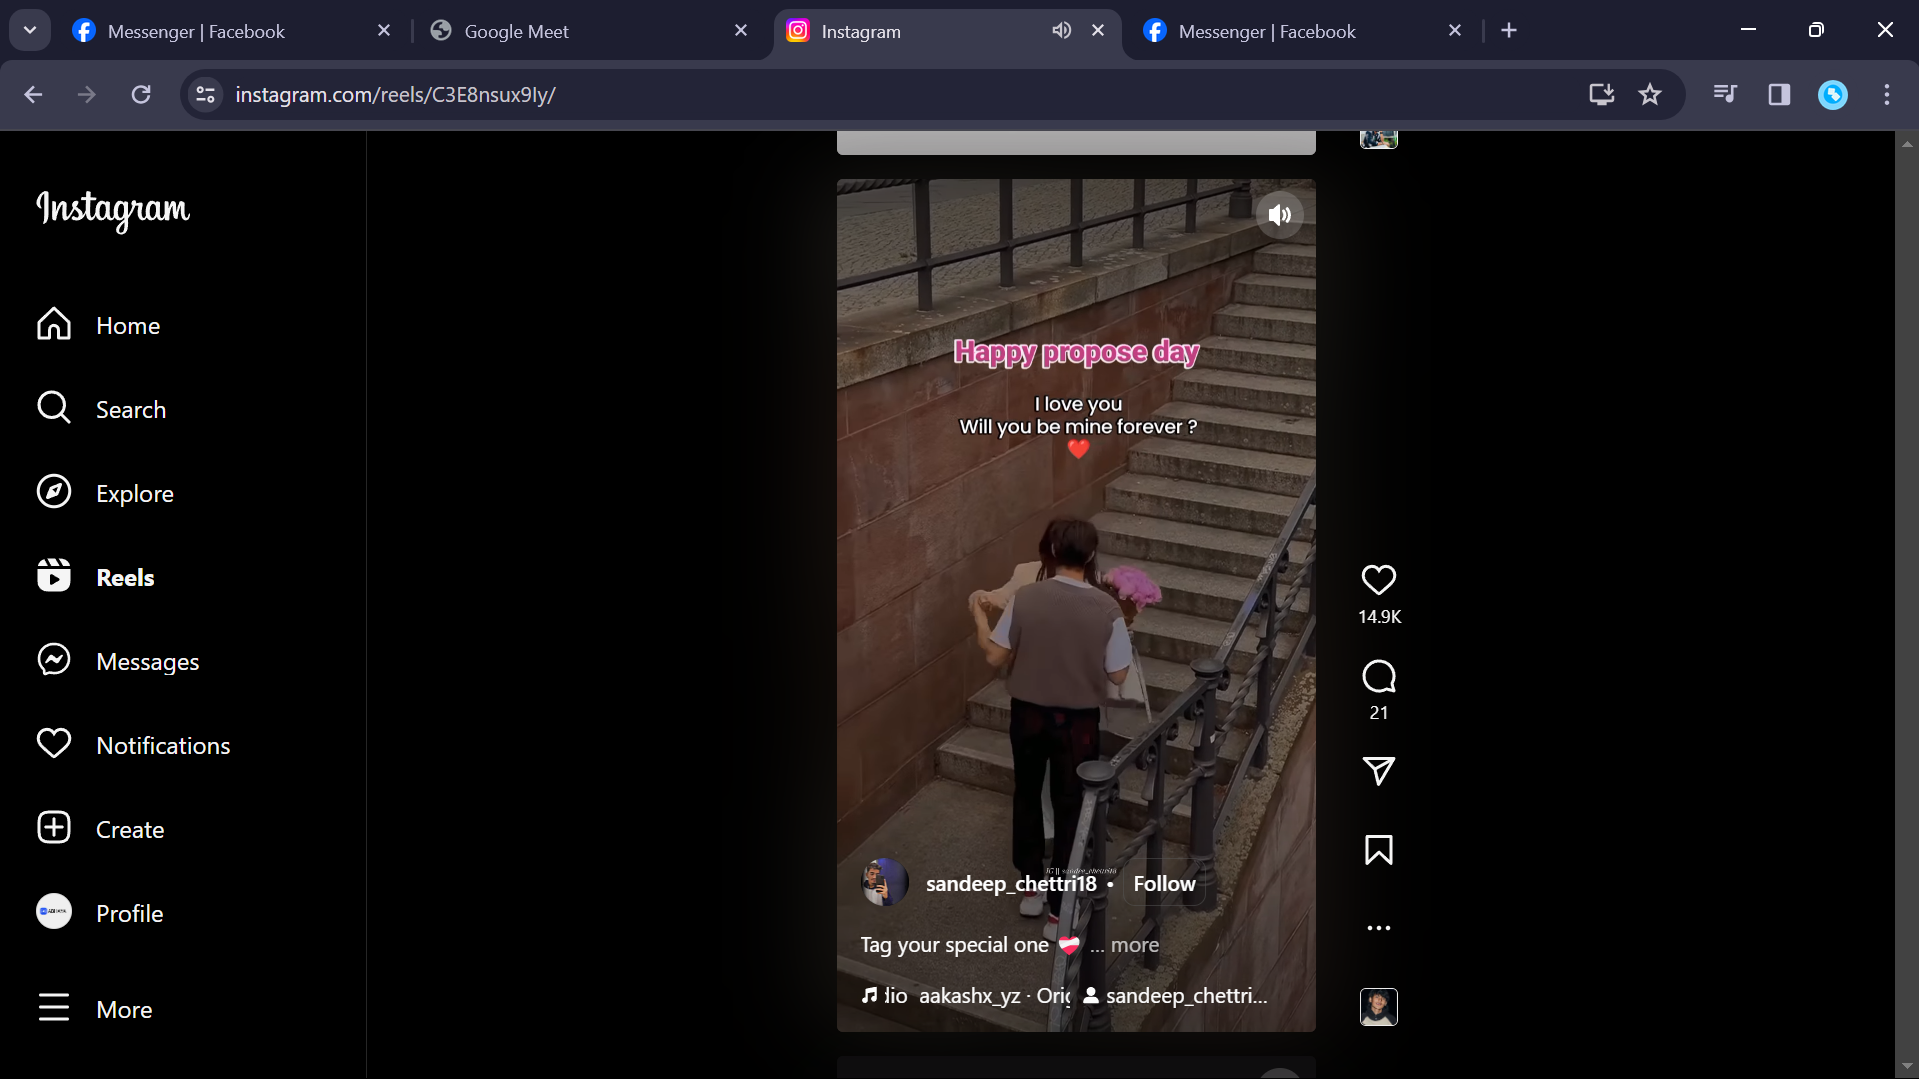 Messenger | Facebook
Google Meet
Instagram
Messenger | Facebook
instagram.com/reels/C3E8nsux9Iy/
Instagram
Home
Search
Explore
Reels
Messages
Notifications
Create
Profile
More
Happy propose day
I love you
Will you be mine forever ?
❤️
sandeep_chettri18 • Follow
Tag your special one ... more
dio aakashx_yz · Orig
sandeep_chettri...
14.9K
21